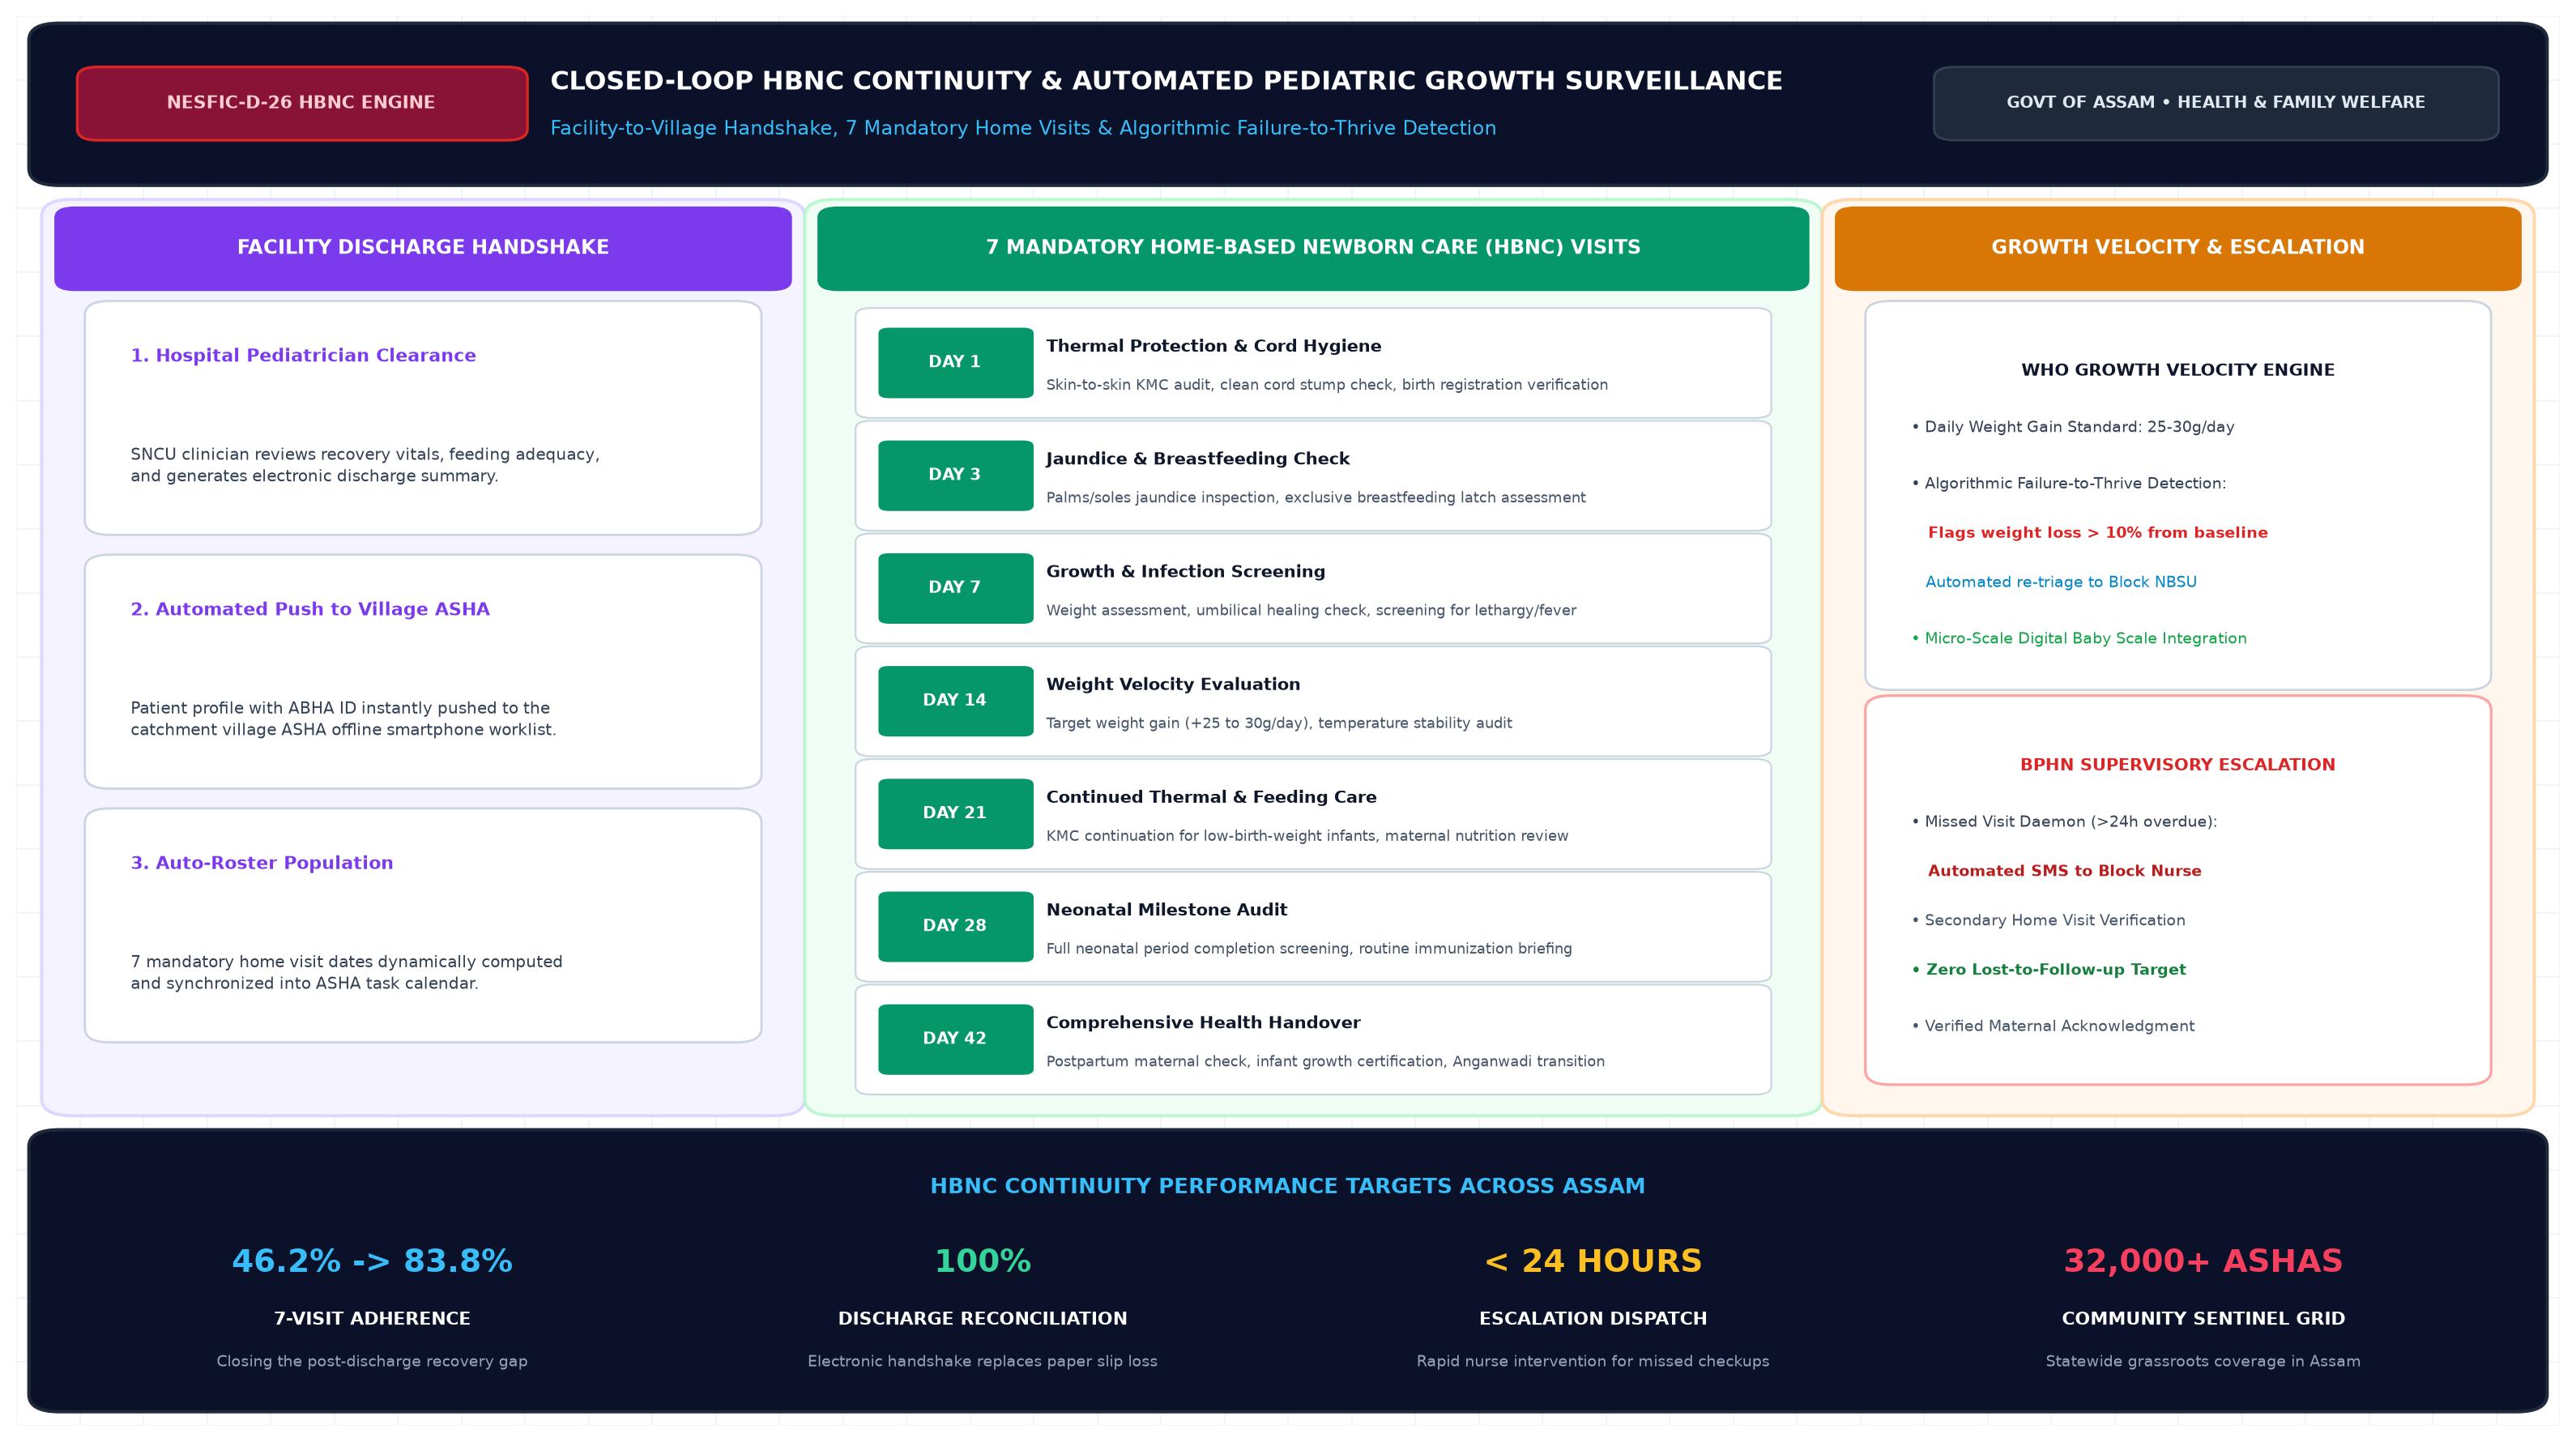 NESFIC-D-26 HBNC ENGINE
CLOSED-LOOP HBNC CONTINUITY & AUTOMATED PEDIATRIC GROWTH SURVEILLANCE
Facility-to-Village Handshake, 7 Mandatory Home Visits & Algorithmic Failure-to-Thrive Detection
GOVT OF ASSAM • HEALTH & FAMILY WELFARE
FACILITY DISCHARGE HANDSHAKE
1. Hospital Pediatrician Clearance
SNCU clinician reviews recovery vitals, feeding adequacy,
and generates electronic discharge summary.
2. Automated Push to Village ASHA
Patient profile with ABHA ID instantly pushed to the
catchment village ASHA offline smartphone worklist.
3. Auto-Roster Population
7 mandatory home visit dates dynamically computed
and synchronized into ASHA task calendar.
7 MANDATORY HOME-BASED NEWBORN CARE (HBNC) VISITS
DAY 1
Thermal Protection & Cord Hygiene
Skin-to-skin KMC audit, clean cord stump check, birth registration verification
DAY 3
Jaundice & Breastfeeding Check
Palms/soles jaundice inspection, exclusive breastfeeding latch assessment
DAY 7
Growth & Infection Screening
Weight assessment, umbilical healing check, screening for lethargy/fever
DAY 14
Weight Velocity Evaluation
Target weight gain (+25 to 30g/day), temperature stability audit
DAY 21
Continued Thermal & Feeding Care
KMC continuation for low-birth-weight infants, maternal nutrition review
DAY 28
Neonatal Milestone Audit
Full neonatal period completion screening, routine immunization briefing
DAY 42
Comprehensive Health Handover
Postpartum maternal check, infant growth certification, Anganwadi transition
GROWTH VELOCITY & ESCALATION
WHO GROWTH VELOCITY ENGINE
• Daily Weight Gain Standard: 25-30g/day
• Algorithmic Failure-to-Thrive Detection:
Flags weight loss > 10% from baseline
Automated re-triage to Block NBSU
• Micro-Scale Digital Baby Scale Integration
BPHN SUPERVISORY ESCALATION
• Missed Visit Daemon (>24h overdue):
Automated SMS to Block Nurse
• Secondary Home Visit Verification
• Zero Lost-to-Follow-up Target
• Verified Maternal Acknowledgment
HBNC CONTINUITY PERFORMANCE TARGETS ACROSS ASSAM
46.2% -> 83.8%
7-VISIT ADHERENCE
Closing the post-discharge recovery gap
100%
DISCHARGE RECONCILIATION
Electronic handshake replaces paper slip loss
< 24 HOURS
ESCALATION DISPATCH
Rapid nurse intervention for missed checkups
32,000+ ASHAS
COMMUNITY SENTINEL GRID
Statewide grassroots coverage in Assam